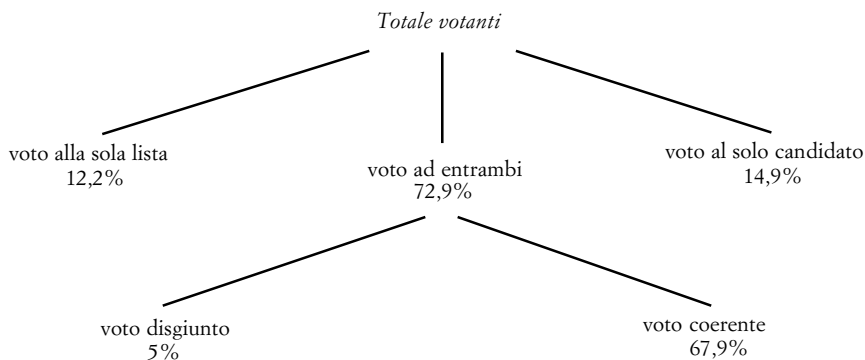 Totale votanti
voto alla sola lista
12,2%
voto ad entrambi
72,9%
voto al solo candidato
14,9%
voto disgiunto
5%
voto coerente
67,9%